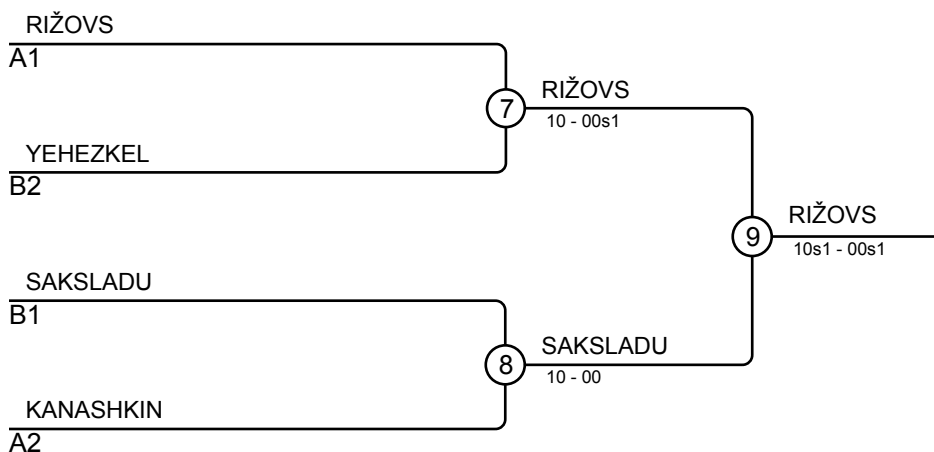 RIŽOVS
A1
7
RIŽOVS
10 - 00s1
YEHEZKEL
B2
9
RIŽOVS
10s1 - 00s1
SAKSLADU
B1
8
SAKSLADU
10 - 00
KANASHKIN
A2